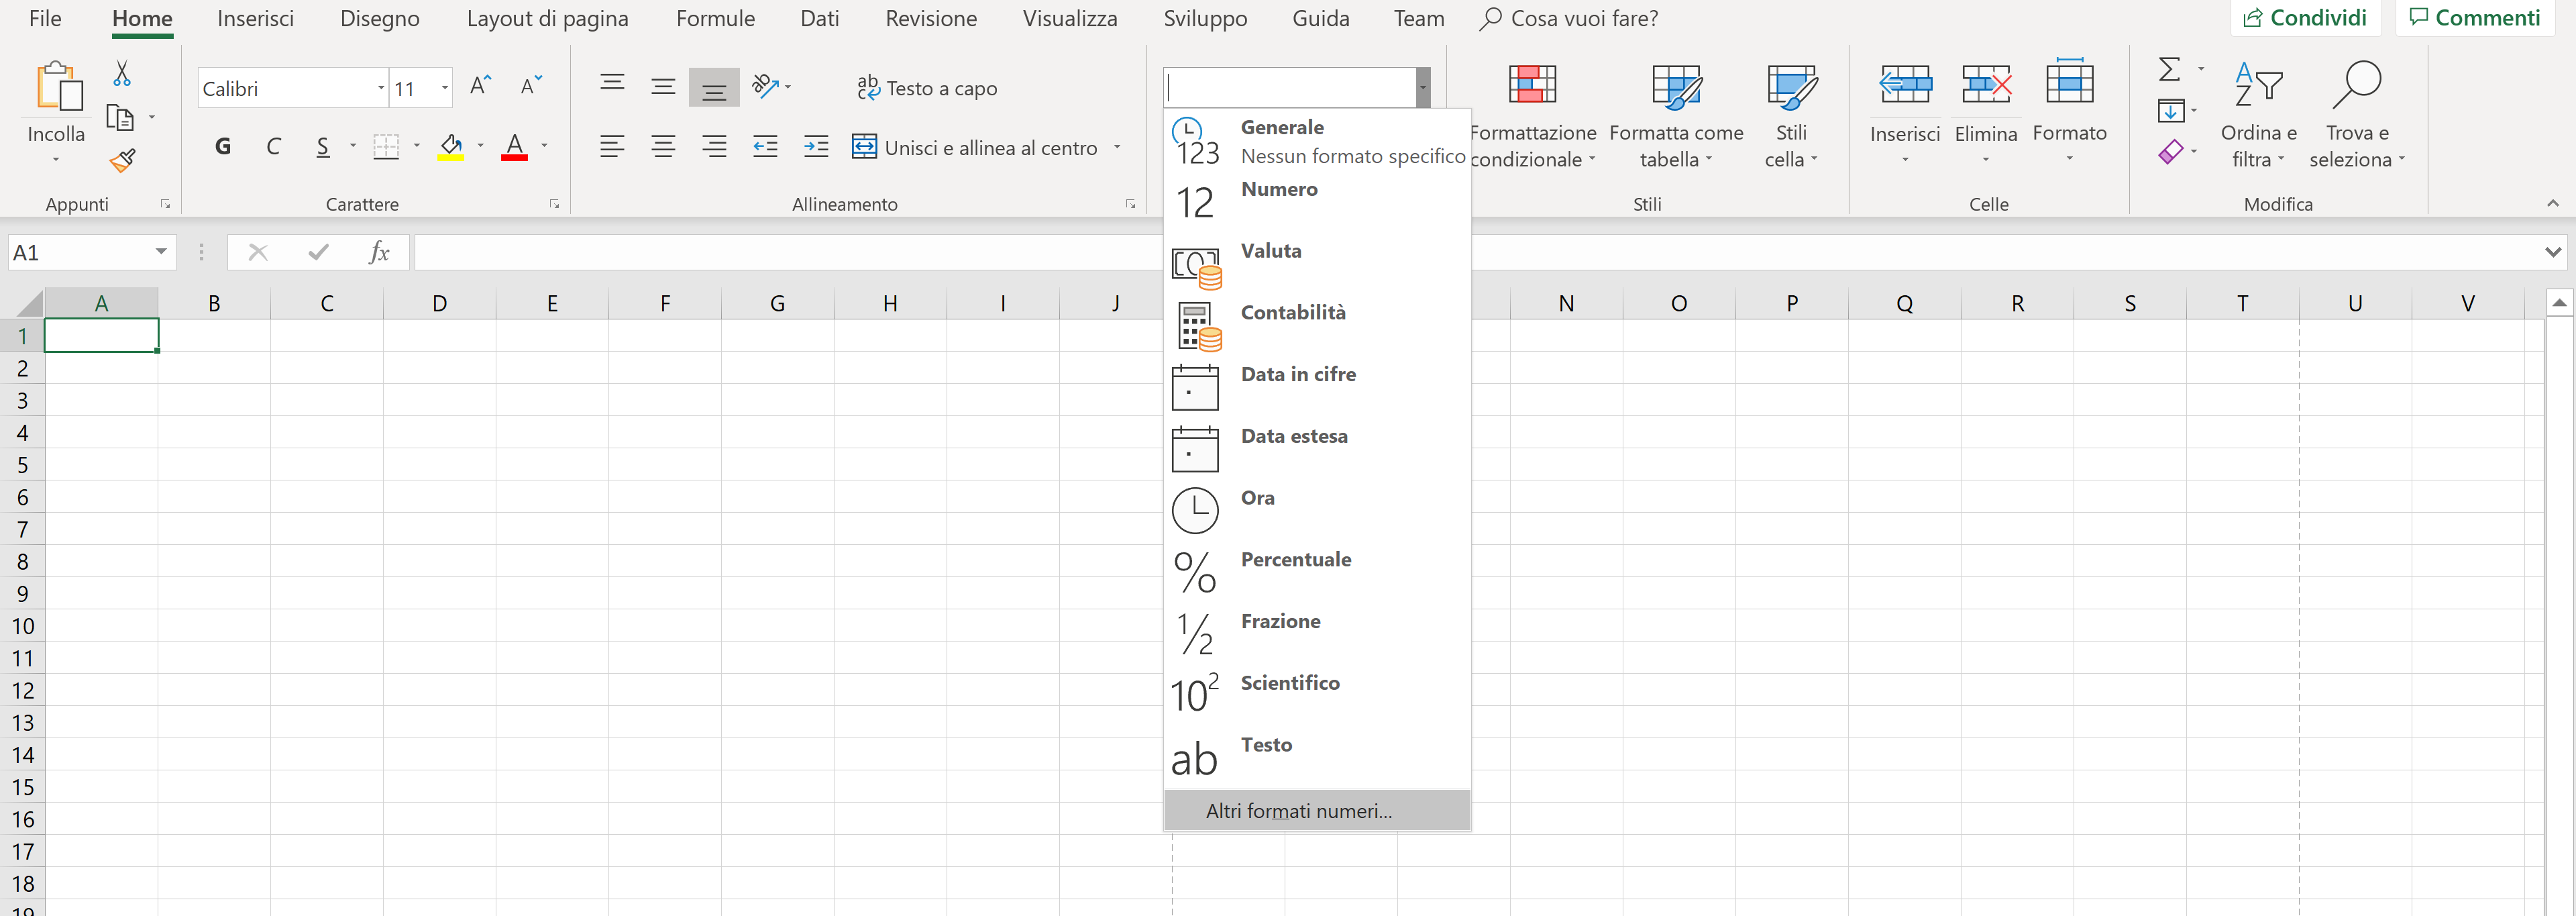 File Home Inserisci Disegno Layout di pagina Formule Dati Revisione Visualizza Sviluppo Guida Team Cosa vuoi fare? Condividi Commenti
Incolla
Appunti
Calibri 11 A A
G C S A
Carattere
ab Testo a capo
Unisci e allinea al centro
Allineamento
Formattazione
condizionale
Formatta come
tabella
Stili
cella
Stili
Inserisci Elimina Formato
Celle
Σ
Ordina e
filtra
Trova e
seleziona
Modifica
A1 fx
123 Generale
Nessun formato specifico
12 Numero
Valuta
Contabilità
Data in cifre
Data estesa
Ora
% Percentuale
½ Frazione
10² Scientifico
ab Testo
Altri formati numeri...
A B C D E F G H I J N O P Q R S T U V
1
2
3
4
5
6
7
8
9
10
11
12
13
14
15
16
17
18
19